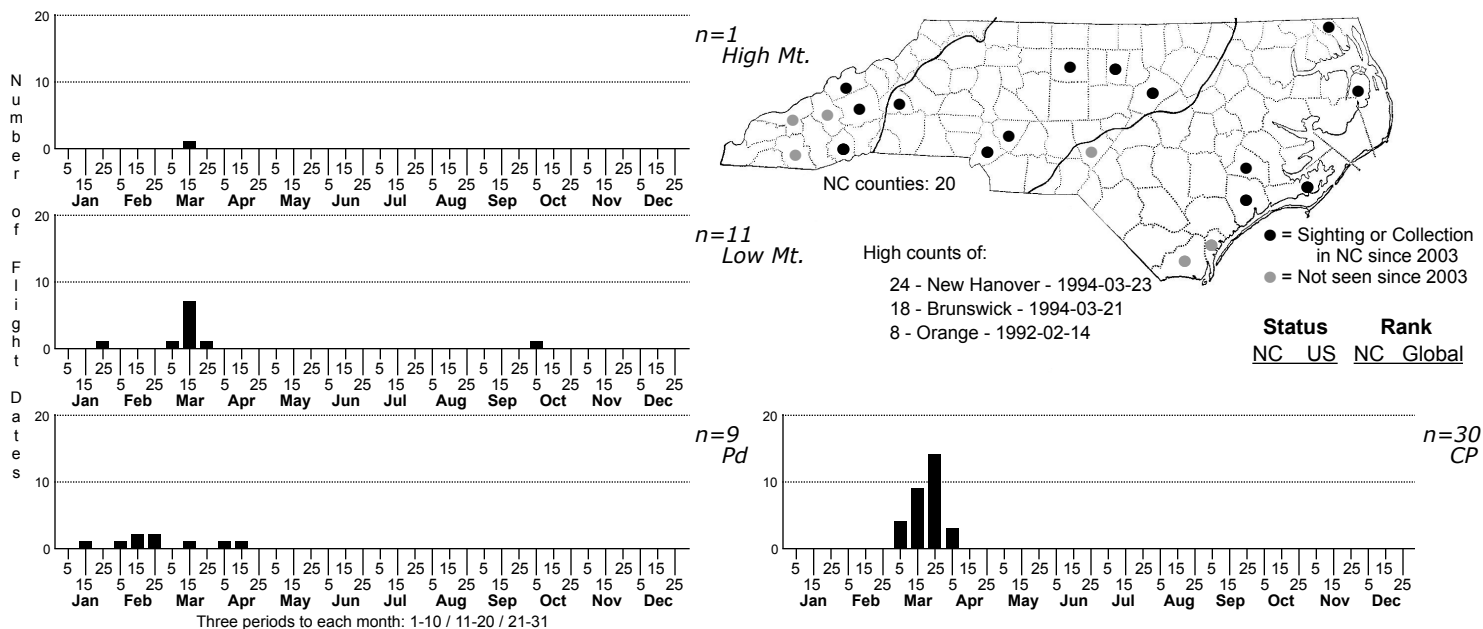 Number of Flight Dates
20
10
0
n=1
High Mt.
5 15 25 5 15 25 5 15 25 5 15 25 5 15 25 5 15 25 5 15 25 5 15 25 5 15 25 5 15 25 5 15 25 5 15 25
Jan Feb Mar Apr May Jun Jul Aug Sep Oct Nov Dec
20
10
0
n=11
Low Mt.
5 15 25 5 15 25 5 15 25 5 15 25 5 15 25 5 15 25 5 15 25 5 15 25 5 15 25 5 15 25 5 15 25 5 15 25
Jan Feb Mar Apr May Jun Jul Aug Sep Oct Nov Dec
20
10
0
n=9
Pd
5 15 25 5 15 25 5 15 25 5 15 25 5 15 25 5 15 25 5 15 25 5 15 25 5 15 25 5 15 25 5 15 25 5 15 25
Jan Feb Mar Apr May Jun Jul Aug Sep Oct Nov Dec
Three periods to each month: 1-10 / 11-20 / 21-31
NC counties: 20
High counts of:
24 - New Hanover - 1994-03-23
18 - Brunswick - 1994-03-21
8 - Orange - 1992-02-14
= Sighting or Collection
in NC since 2003
= Not seen since 2003
Status Rank
NC US NC Global
20
10
0
n=30
CP
5 15 25 5 15 25 5 15 25 5 15 25 5 15 25 5 15 25 5 15 25 5 15 25 5 15 25 5 15 25 5 15 25 5 15 25
Jan Feb Mar Apr May Jun Jul Aug Sep Oct Nov Dec